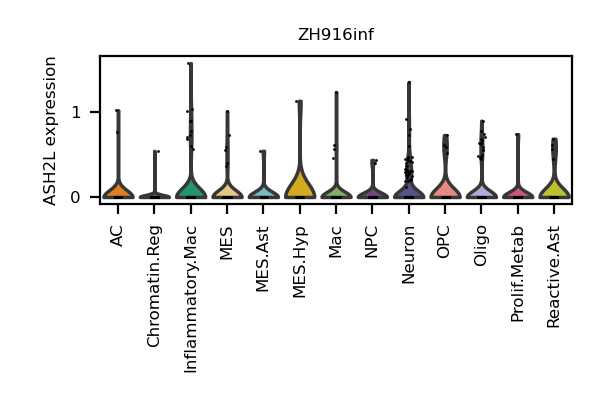 ZH916inf
ASH2L expression
1
0
AC
Chromatin.Reg
Inflammatory.Mac
MES
MES.Ast
MES.Hyp
Mac
NPC
Neuron
OPC
Oligo
Prolif.Metab
Reactive.Ast